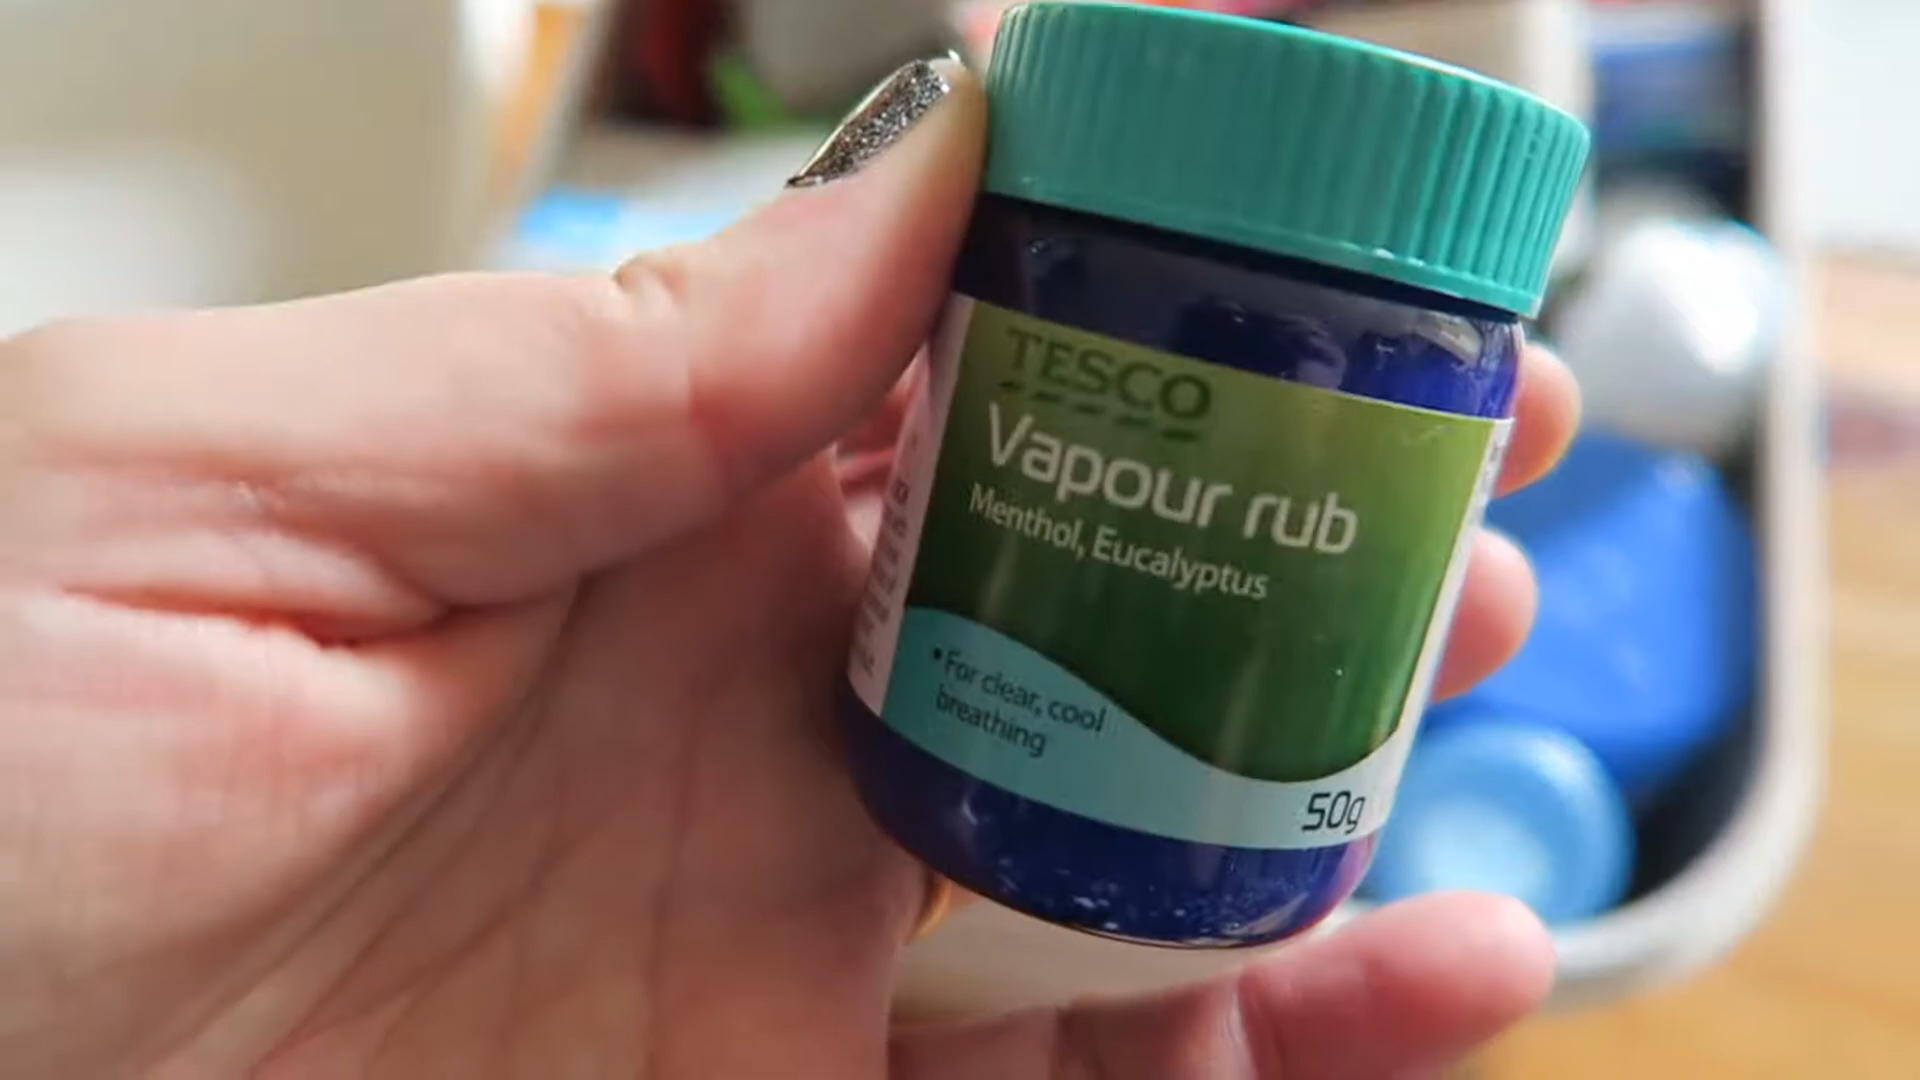 TESCO
Vapour rub
Menthol, Eucalyptus
• For clear, cool
breathing
50g